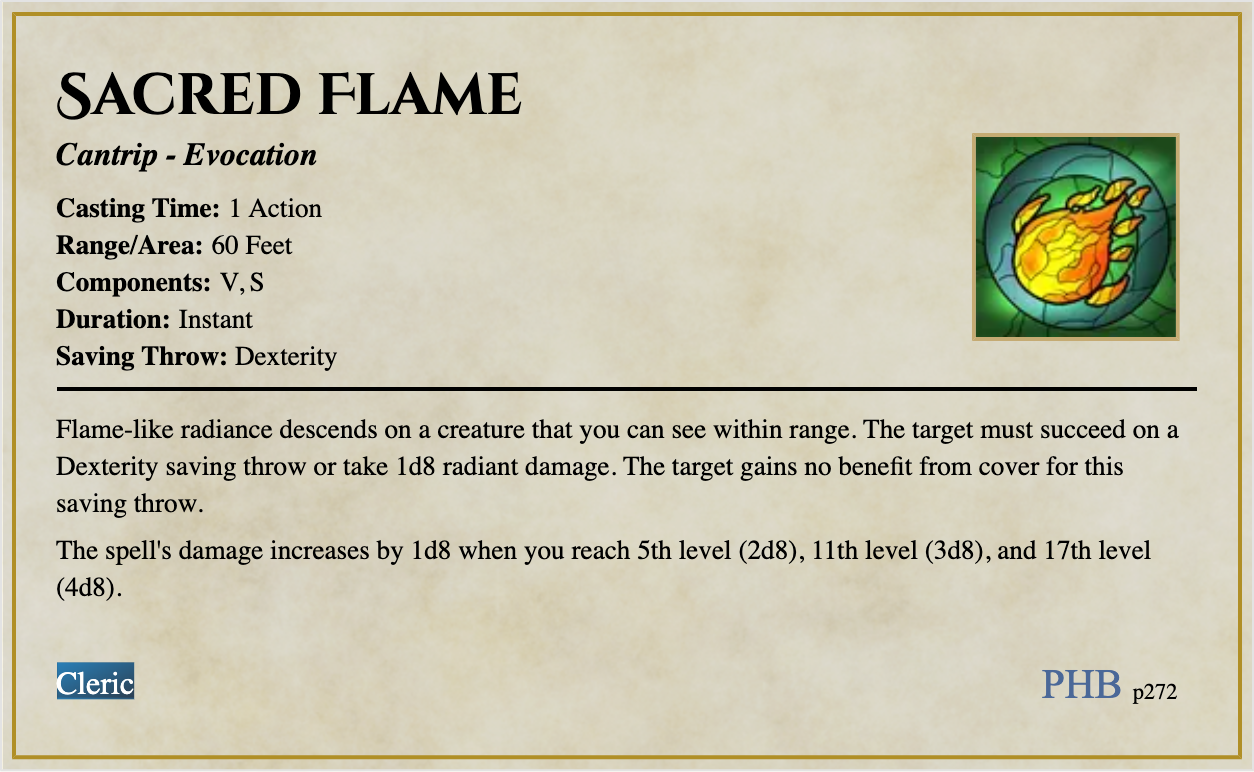 Sacred Flame
Cantrip - Evocation
Casting Time: 1 Action
Range/Area: 60 Feet
Components: V, S
Duration: Instant
Saving Throw: Dexterity
Flame-like radiance descends on a creature that you can see within range. The target must succeed on a
Dexterity saving throw or take 1d8 radiant damage. The target gains no benefit from cover for this
saving throw.
The spell's damage increases by 1d8 when you reach 5th level (2d8), 11th level (3d8), and 17th level
(4d8).
Cleric
PHB p272